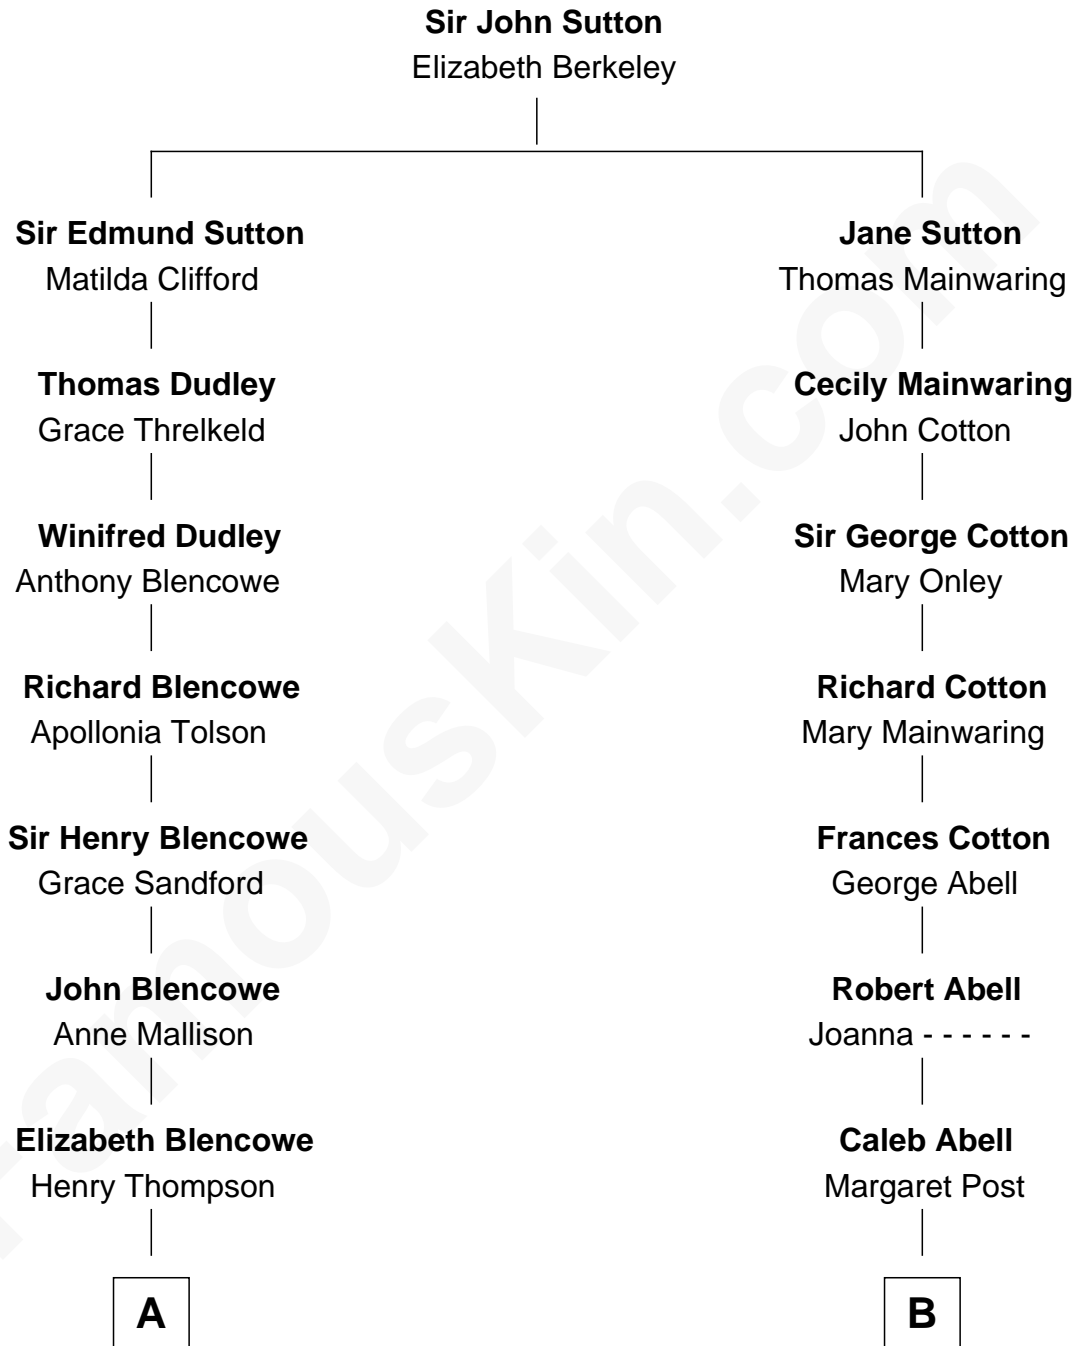 Sir John Sutton
Elizabeth Berkeley
Sir Edmund Sutton
Matilda Clifford
Jane Sutton
Thomas Mainwaring
Thomas Dudley
Grace Threlkeld
Cecily Mainwaring
John Cotton
Winifred Dudley
Anthony Blencowe
Sir George Cotton
Mary Onley
Richard Blencowe
Apollonia Tolson
Richard Cotton
Mary Mainwaring
Sir Henry Blencowe
Grace Sandford
Frances Cotton
George Abell
John Blencowe
Anne Mallison
Robert Abell
Joanna - - - - - -
Elizabeth Blencowe
Henry Thompson
Caleb Abell
Margaret Post
A
B
FamousKin.com